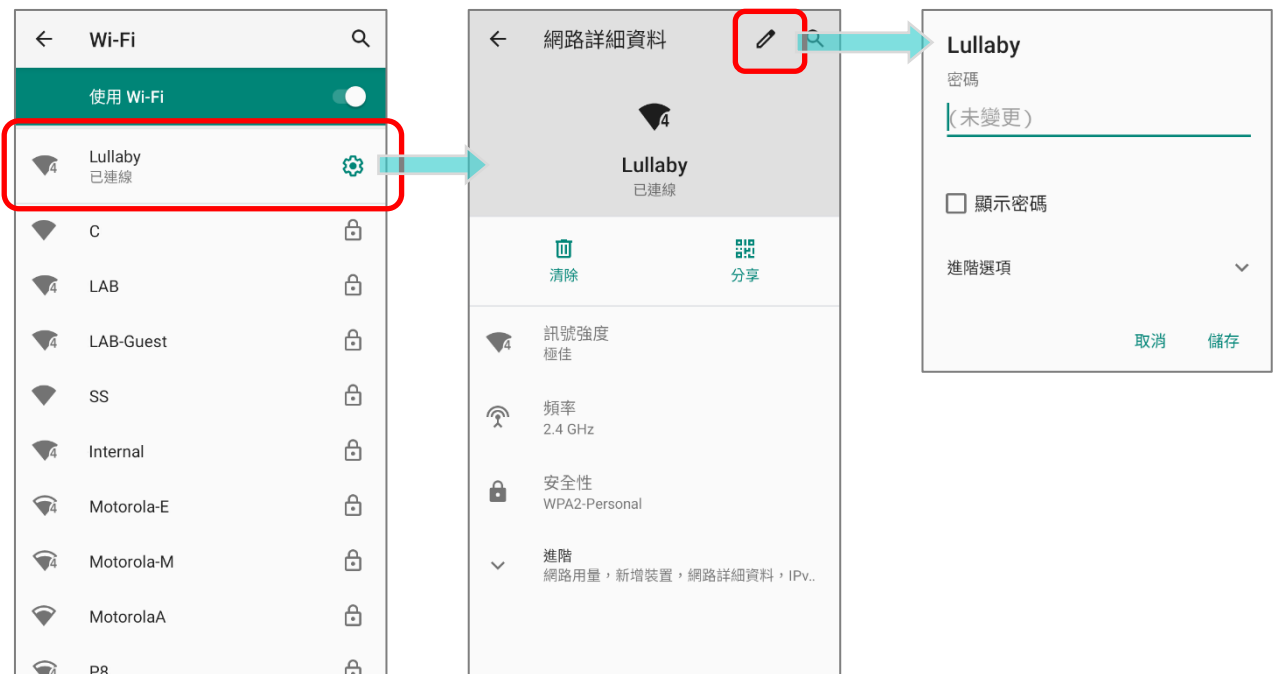 Wi-Fi
使用 Wi-Fi
Lullaby
已連線
C
LAB
LAB-Guest
SS
Internal
Motorola-E
Motorola-M
MotorolaA
P8
網路詳細資料
Lullaby
已連線
清除
分享
訊號強度
極佳
頻率
2.4 GHz
安全性
WPA2-Personal
進階
網路用量，新增裝置，網路詳細資料，IPv..
Lullaby
密碼
(未變更)
顯示密碼
進階選項
取消
儲存